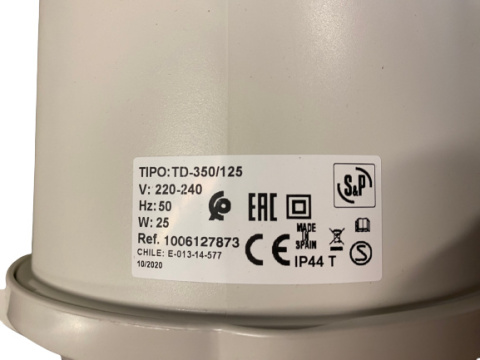 TIPO:TD-350/125
V: 220-240
Hz: 50
W: 25
Ref. 1006127873
CHILE: E-013-14-577
10/2020
EAC
S&P
CE
MADE
IN
SPAIN
IP44 T
S